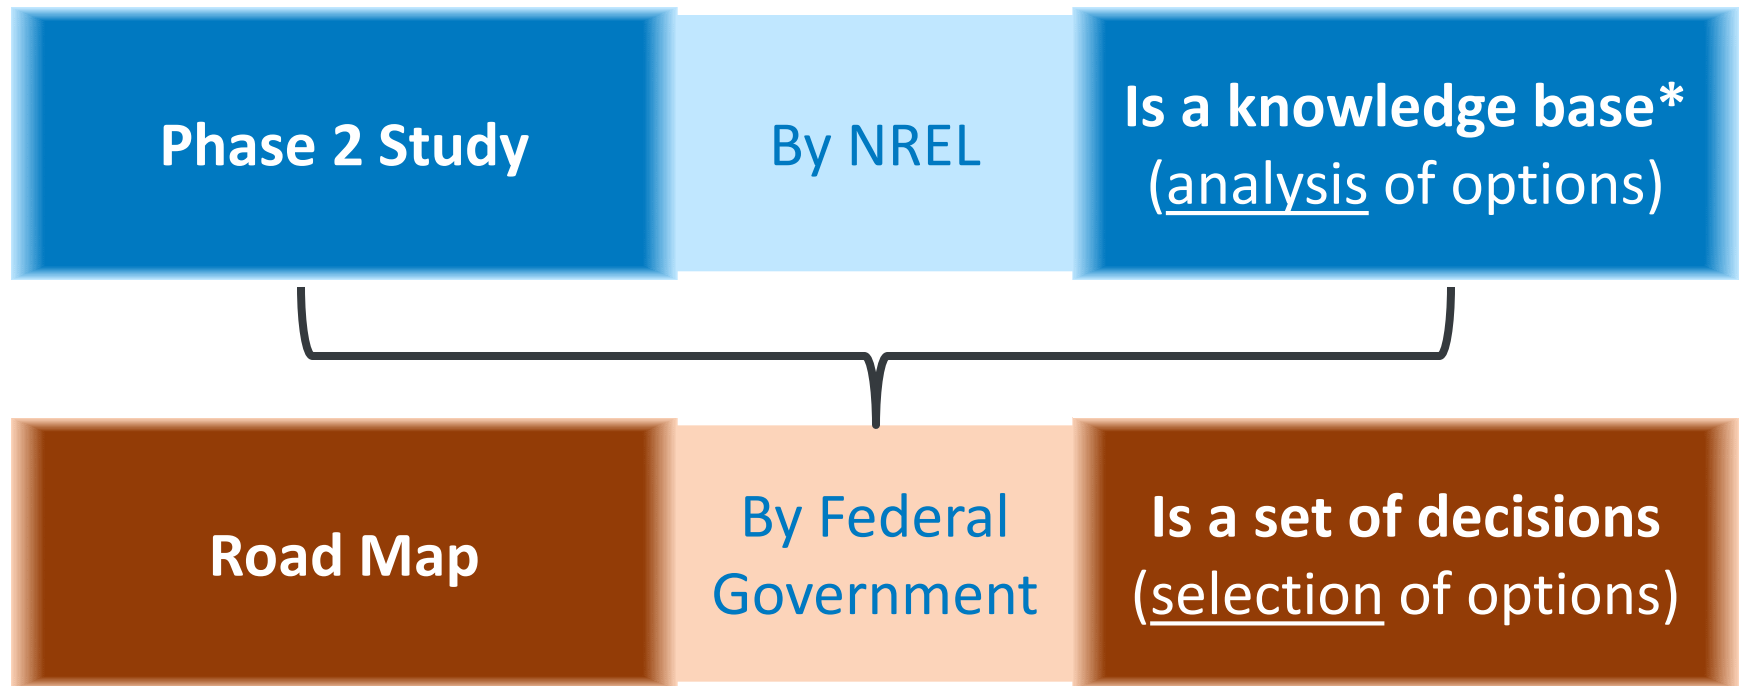 Phase 2 Study
By NREL
Is a knowledge base*
(analysis of options)
Road Map
By Federal
Government
Is a set of decisions
(selection of options)